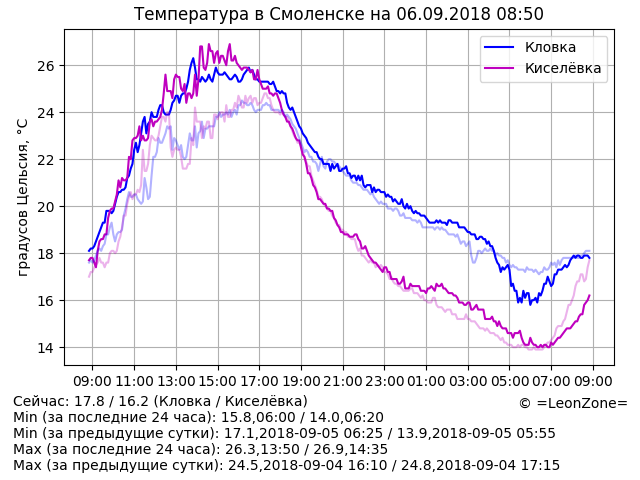 Температура в Смоленске на 06.09.2018 08:50
Кловка
Киселёвка
градусов Цельсия, °C
26
24
22
20
18
16
14
09:00 11:00 13:00 15:00 17:00 19:00 21:00 23:00 01:00 03:00 05:00 07:00 09:00
Сейчас: 17.8 / 16.2 (Кловка / Киселёвка)
© =LeonZone=
Min (за последние 24 часа): 15.8,06:00 / 14.0,06:20
Min (за предыдущие сутки): 17.1,2018-09-05 06:25 / 13.9,2018-09-05 05:55
Max (за последние 24 часа): 26.3,13:50 / 26.9,14:35
Max (за предыдущие сутки): 24.5,2018-09-04 16:10 / 24.8,2018-09-04 17:15